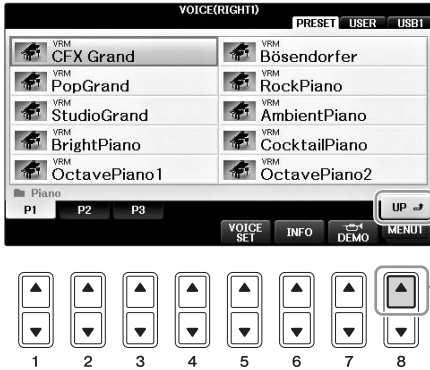 VOICE(RIGHT1)
PRESET USER USB1
VRM
CFX Grand
VRM
Bösendorfer
VRM
PopGrand
VRM
RockPiano
VRM
StudioGrand
VRM
AmbientPiano
VRM
BrightPiano
VRM
CocktailPiano
VRM
OctavePiano1
VRM
OctavePiano2
Piano
P1 P2 P3
UP
VOICE SET
INFO
DEMO
MENU1
1 2 3 4 5 6 7 8